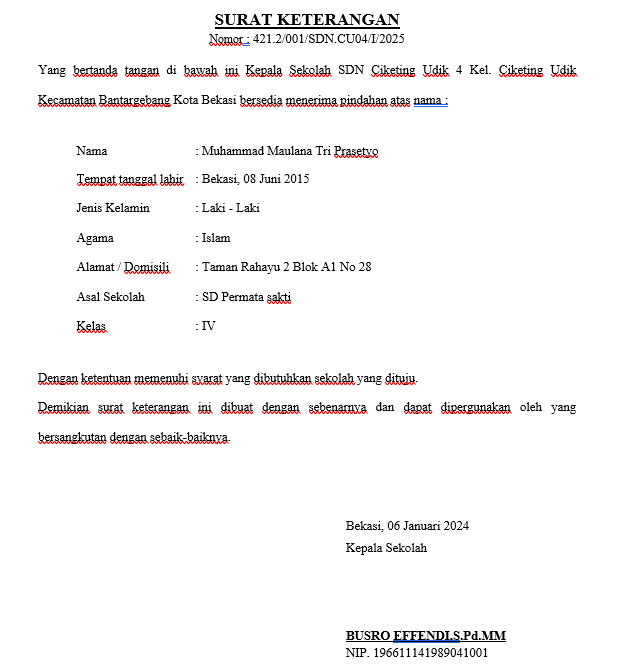 SURAT KETERANGAN
Nomor : 421.2/001/SDN.CU04/I/2025
Yang bertanda tangan di bawah ini Kepala Sekolah SDN Ciketing Udik 4 Kel. Ciketing Udik
Kecamatan Bantargebang Kota Bekasi bersedia menerima pindahan atas nama :
Nama : Muhammad Maulana Tri Prasetyo
Tempat tanggal lahir : Bekasi, 08 Juni 2015
Jenis Kelamin : Laki - Laki
Agama : Islam
Alamat / Domisili : Taman Rahayu 2 Blok A1 No 28
Asal Sekolah : SD Permata sakti
Kelas : IV
Dengan ketentuan memenuhi syarat yang dibutuhkan sekolah yang dituju.
Demikian surat keterangan ini dibuat dengan sebenarnya dan dapat dipergunakan oleh yang
bersangkutan dengan sebaik-baiknya.
Bekasi, 06 Januari 2024
Kepala Sekolah
BUSRO EFFENDI.S.Pd.MM
NIP. 196611141989041001